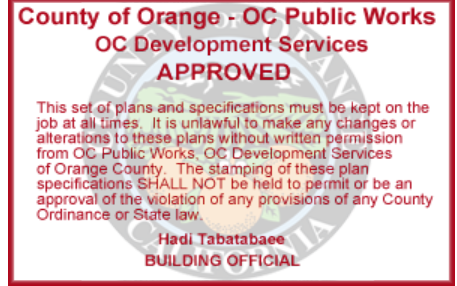 County of Orange - OC Public Works
OC Development Services
APPROVED
This set of plans and specifications must be kept on the
job at all times. It is unlawful to make any changes or
alterations to these plans without written permission
from OC Public Works, OC Development Services
of Orange County. The stamping of these plan
specifications SHALL NOT be held to permit or be an
approval of the violation of any provisions of any County
Ordinance or State law.
Hadi Tabatabaee
BUILDING OFFICIAL
COUNTY OF ORANGE
CALIFORNIA